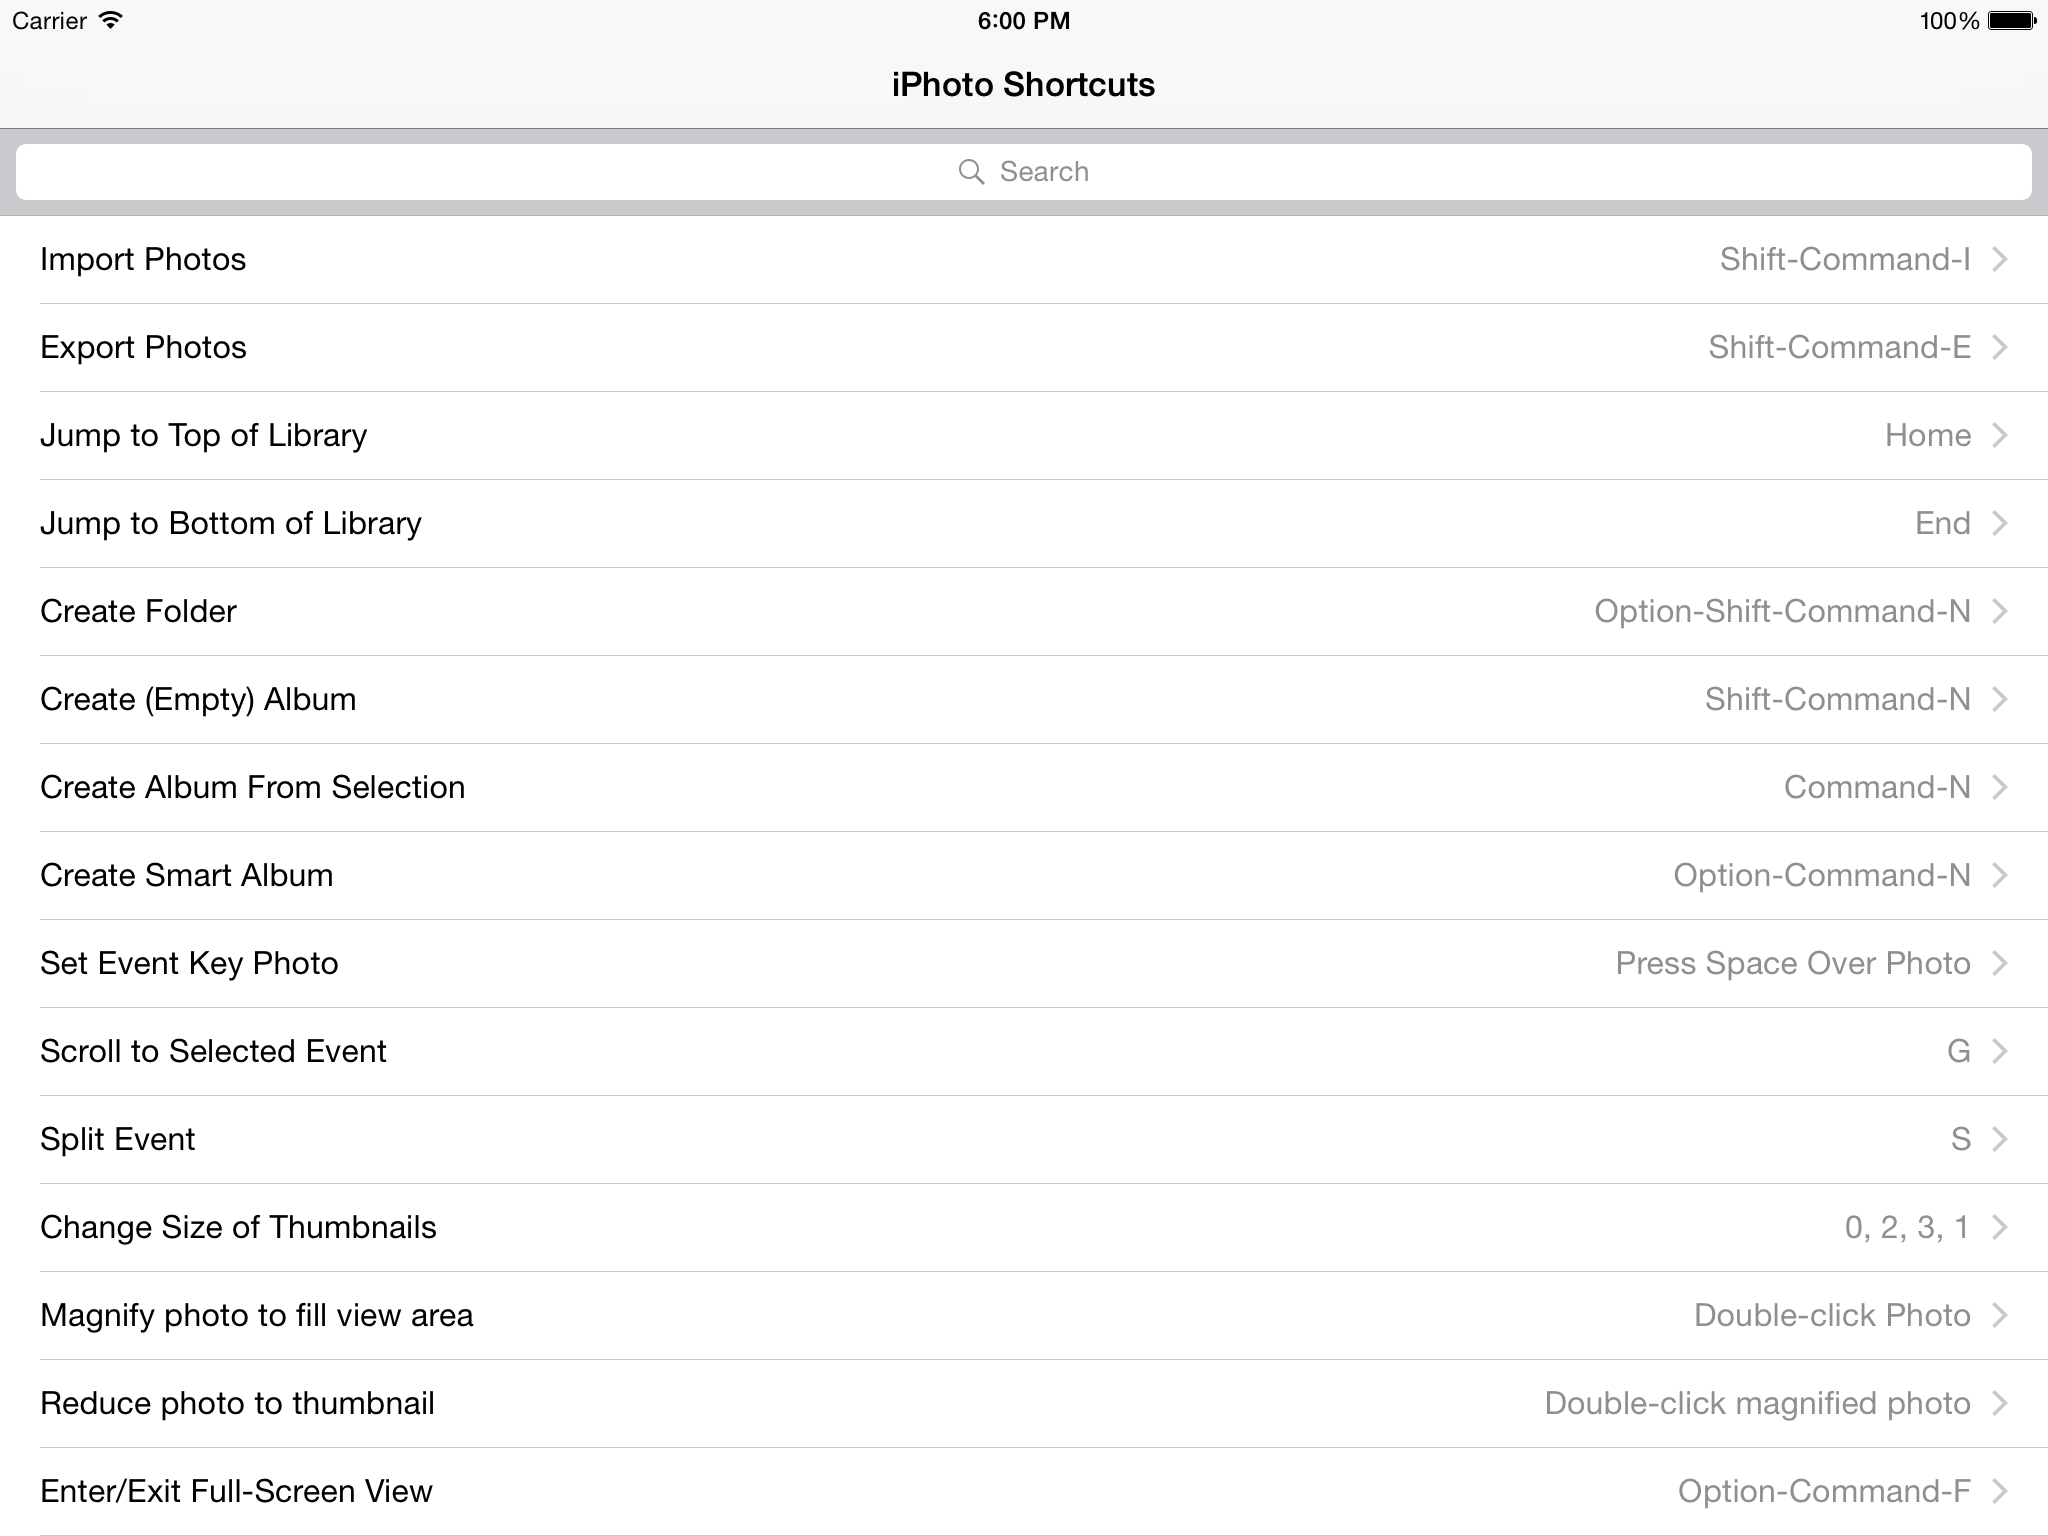 Carrier 6:00 PM 100%
iPhoto Shortcuts
Search
Import Photos Shift-Command-I
Export Photos Shift-Command-E
Jump to Top of Library Home
Jump to Bottom of Library End
Create Folder Option-Shift-Command-N
Create (Empty) Album Shift-Command-N
Create Album From Selection Command-N
Create Smart Album Option-Command-N
Set Event Key Photo Press Space Over Photo
Scroll to Selected Event G
Split Event S
Change Size of Thumbnails 0, 2, 3, 1
Magnify photo to fill view area Double-click Photo
Reduce photo to thumbnail Double-click magnified photo
Enter/Exit Full-Screen View Option-Command-F